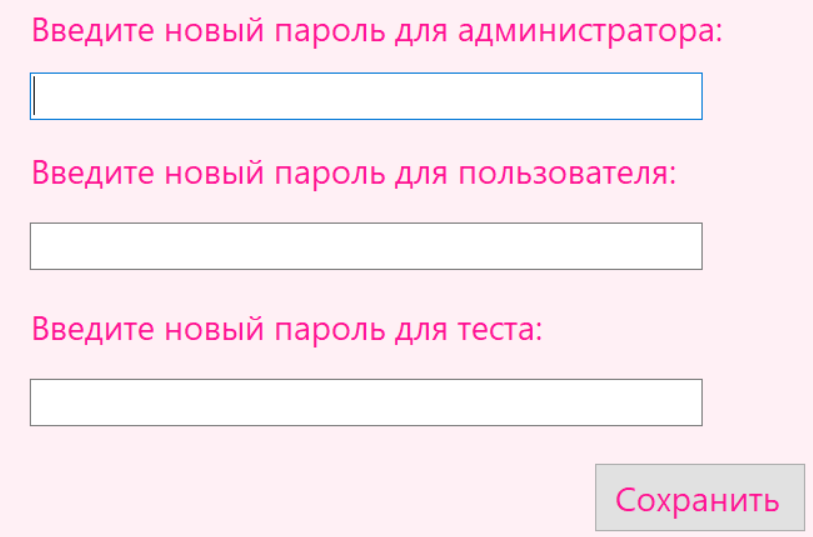 Введите новый пароль для администратора:
Введите новый пароль для пользователя:
Введите новый пароль для теста:
Сохранить